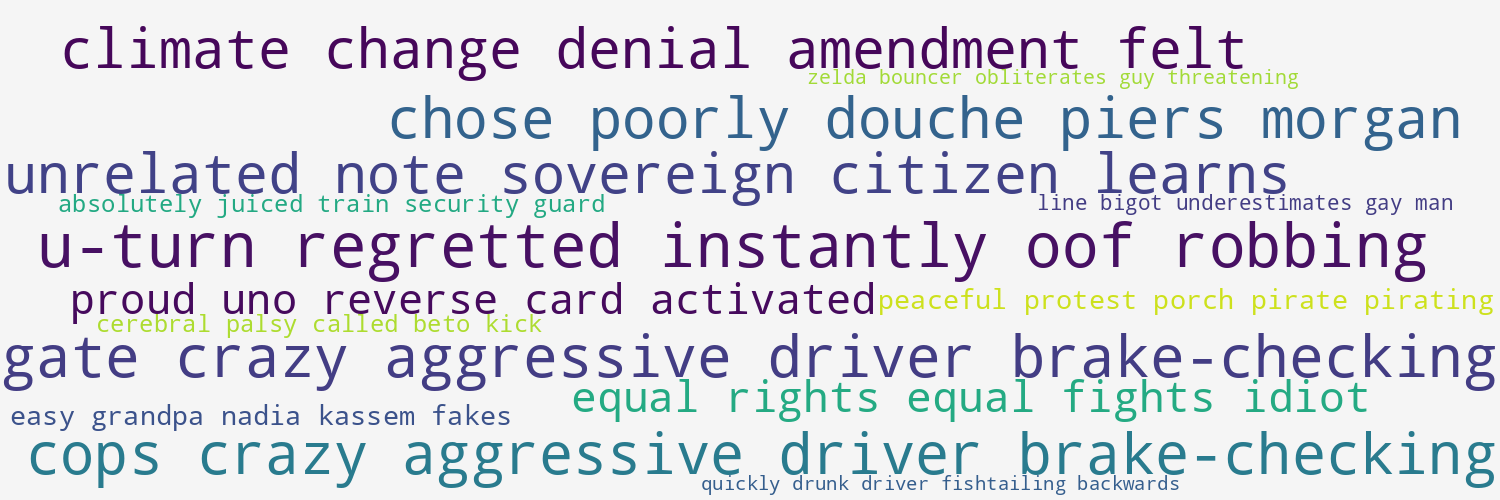 climate change denial amendment felt
zelda bouncer obliterates guy threatening
chose poorly douche piers morgan
unrelated note sovereign citizen learns
absolutely juiced train security guard
line bigot underestimates gay man
u-turn regretted instantly oof robbing
proud uno reverse card activated
peaceful protest porch pirate pirating
cerebral palsy called beto kick
gate crazy aggressive driver brake-checking
equal rights equal fights idiot
easy grandpa nadia kassem fakes
cops crazy aggressive driver brake-checking
quickly drunk driver fishtailing backwards